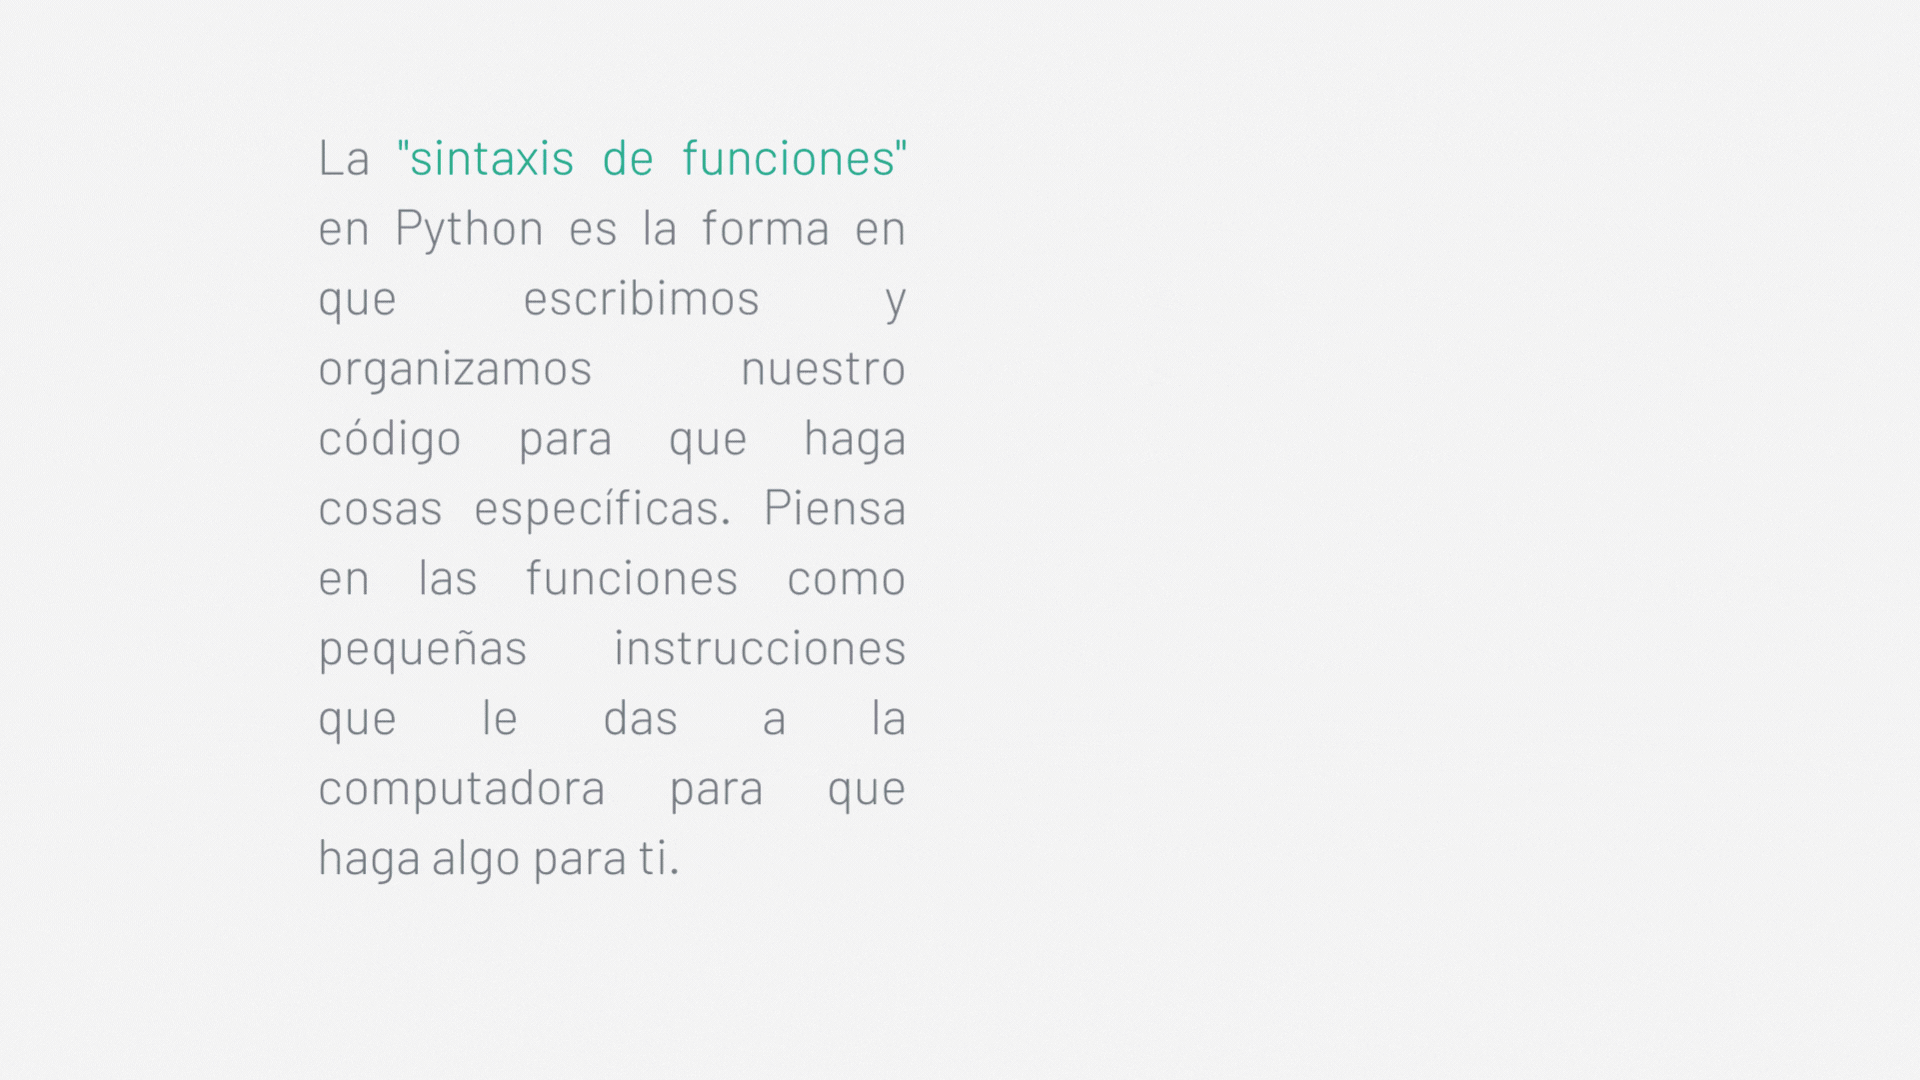 La "sintaxis de funciones"
en Python es la forma en
que escribimos y
organizamos nuestro
código para que haga
cosas específicas. Piensa
en las funciones como
pequeñas instrucciones
que le das a la
computadora para que
haga algo para ti.